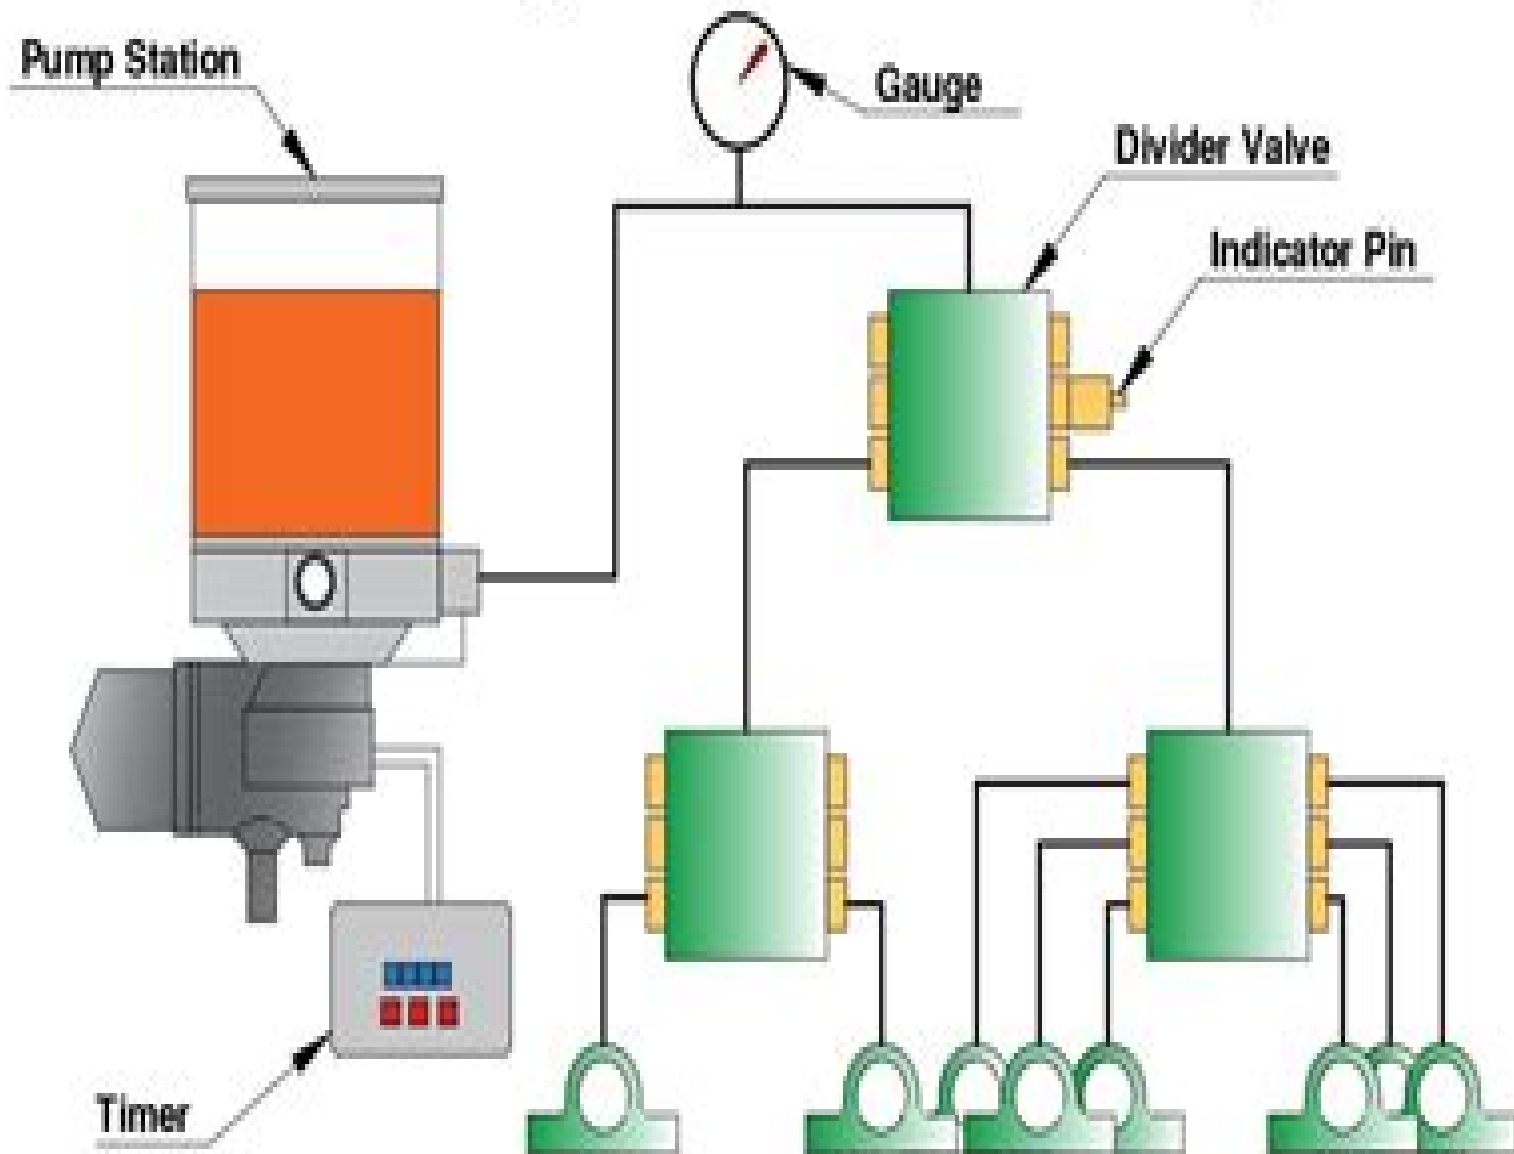 Pump Station
Gauge
Divider Valve
Indicator Pin
Timer